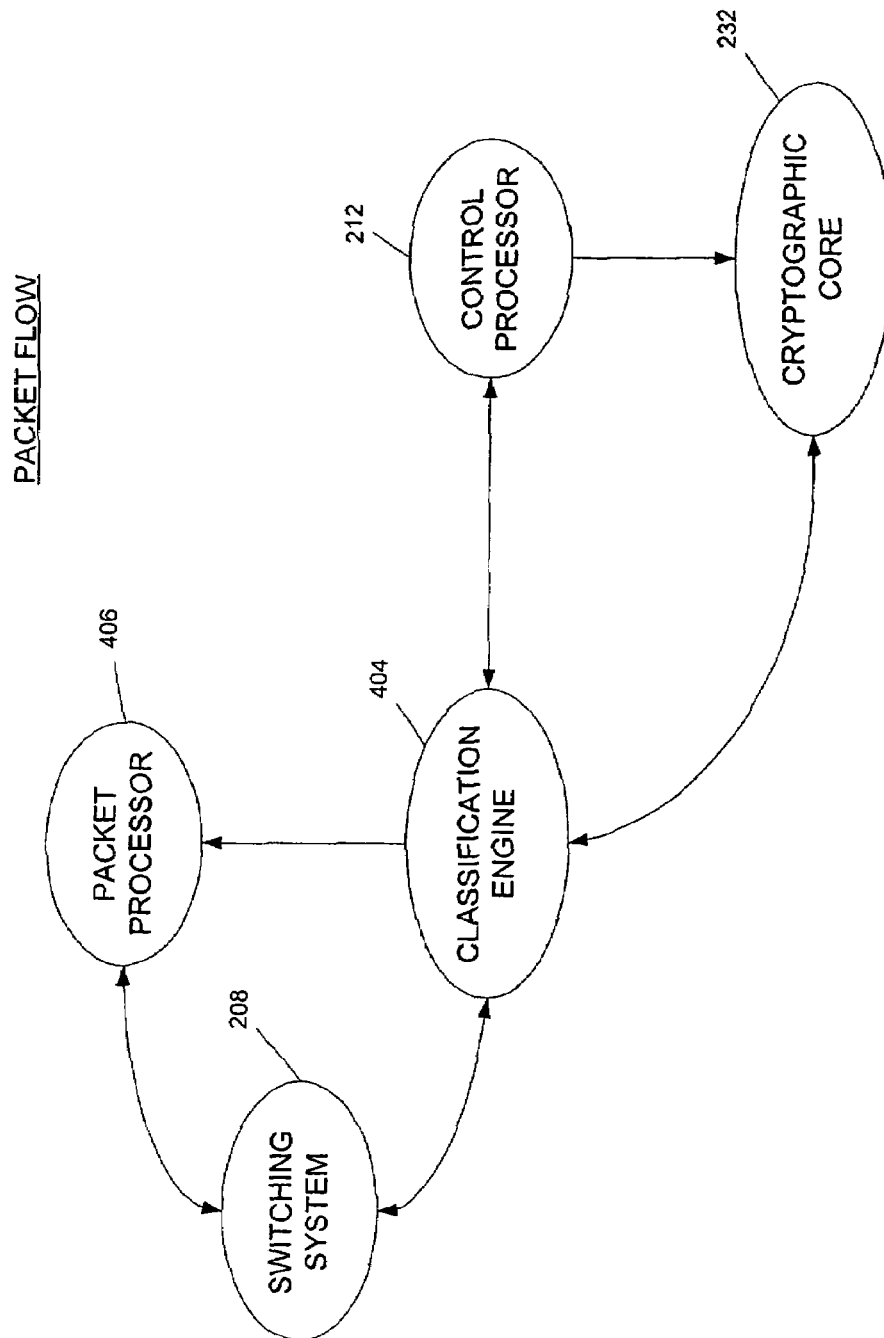 PACKET FLOW
406
PACKET
PROCESSOR
208
SWITCHING
SYSTEM
404
CLASSIFICATION
ENGINE
212
CONTROL
PROCESSOR
232
CRYPTOGRAPHIC
CORE